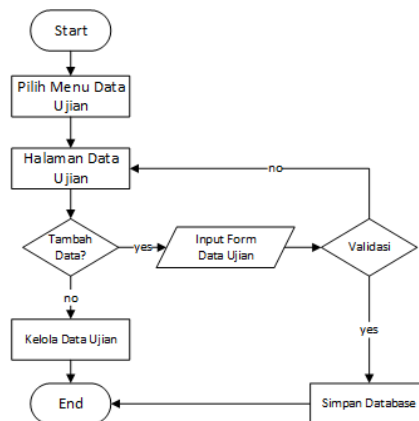 Start
Pilih Menu Data
Ujian
Halaman Data
Ujian
no
Tambah
Data?
yes
Input Form
Data Ujian
Validasi
no
yes
Kelola Data Ujian
End
Simpan Database